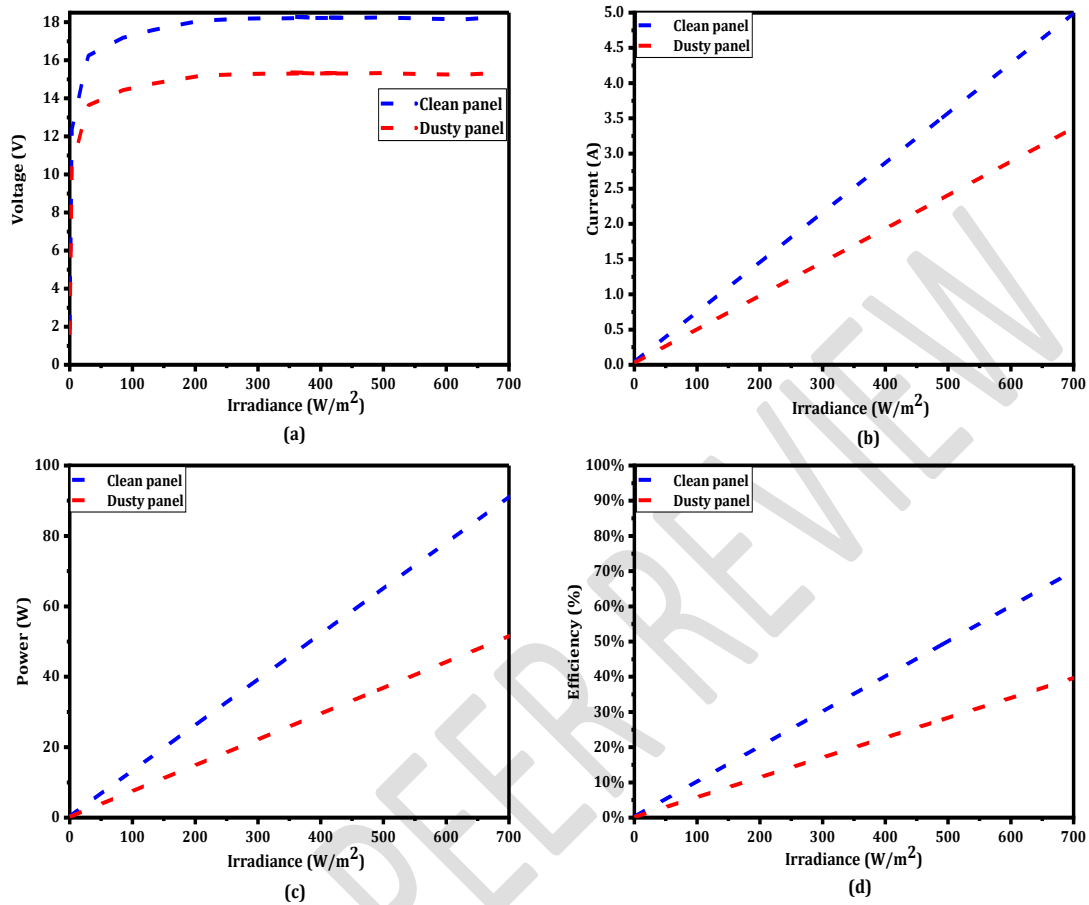 18
16
14
12
10
8
6
4
2
0
Voltage (V)
Clean panel
Dusty panel
0 100 200 300 400 500 600 700
Irradiance (W/m²)
(a)
5.0
4.5
4.0
3.5
3.0
2.5
2.0
1.5
1.0
0.5
0.0
Current (A)
Clean panel
Dusty panel
0 100 200 300 400 500 600 700
Irradiance (W/m²)
(b)
100
80
60
40
20
0
Power (W)
Clean panel
Dusty panel
0 100 200 300 400 500 600 700
Irradiance (W/m²)
(c)
100%
90%
80%
70%
60%
50%
40%
30%
20%
10%
0%
Efficiency (%)
Clean panel
Dusty panel
0 100 200 300 400 500 600 700
Irradiance (W/m²)
(d)
PEER REVIEW